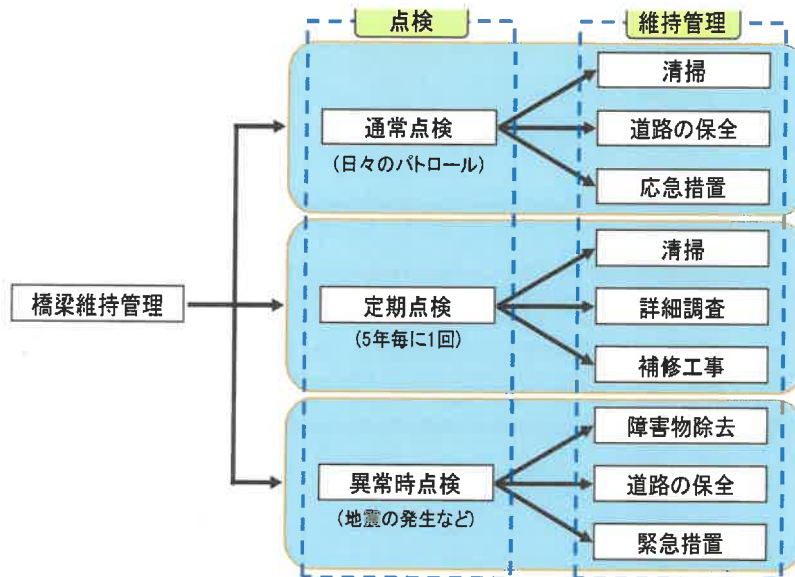 点検
維持管理
橋梁維持管理
通常点検
(日々のパトロール)
清掃
道路の保全
応急措置
定期点検
(5年毎に1回)
清掃
詳細調査
補修工事
異常時点検
(地震の発生など)
障害物除去
道路の保全
緊急措置